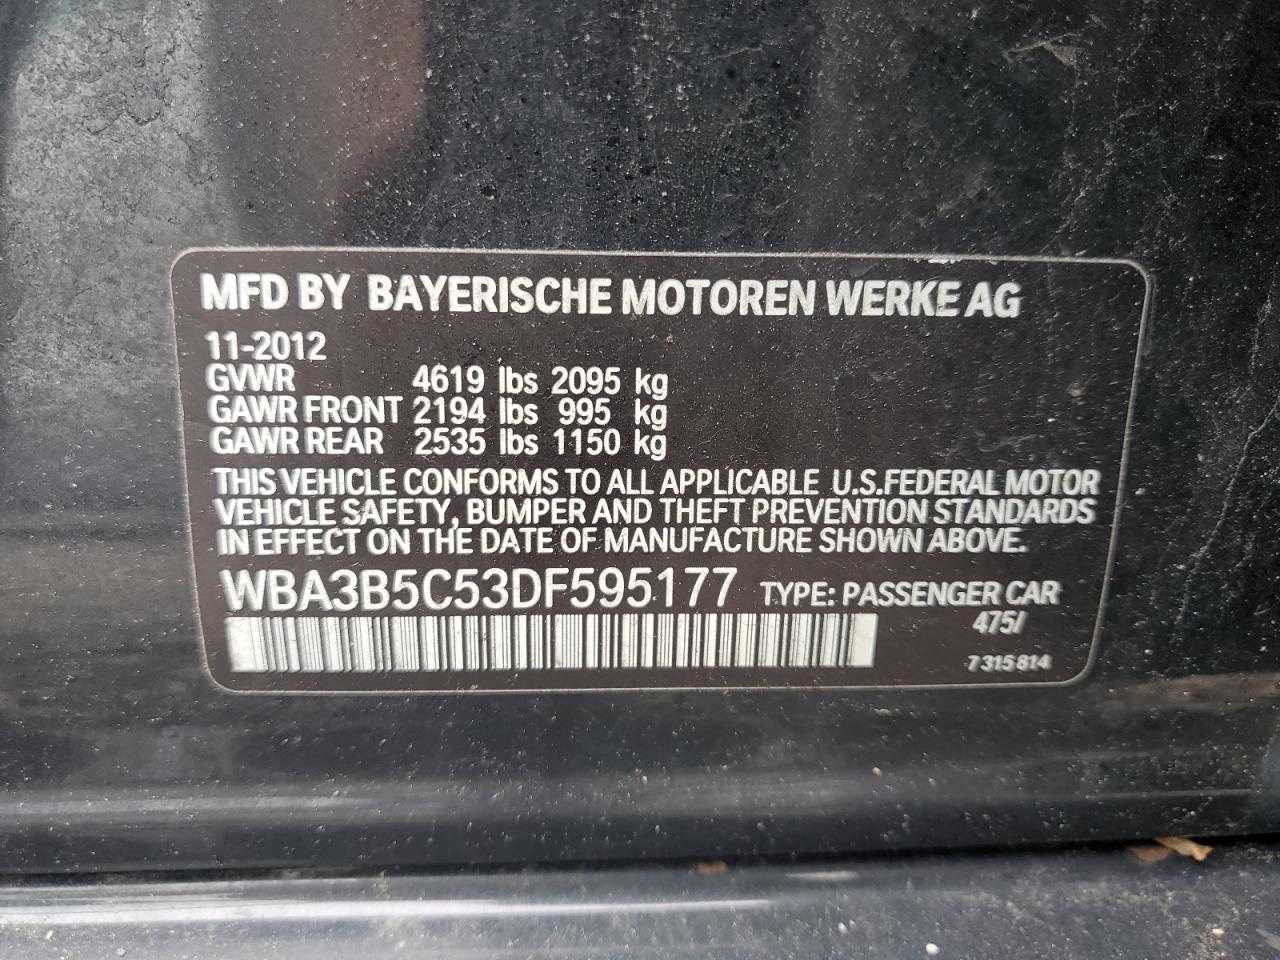 MFD BY BAYERISCHE MOTOREN WERKE AG
11-2012
GVWR 4619 lbs 2095 kg
GAWR FRONT 2194 lbs 995 kg
GAWR REAR 2535 lbs 1150 kg
THIS VEHICLE CONFORMS TO ALL APPLICABLE U.S.FEDERAL MOTOR
VEHICLE SAFETY, BUMPER AND THEFT PREVENTION STANDARDS
IN EFFECT ON THE DATE OF MANUFACTURE SHOWN ABOVE.
WBA3B5C53DF595177 TYPE: PASSENGER CAR
475/
7 315 814